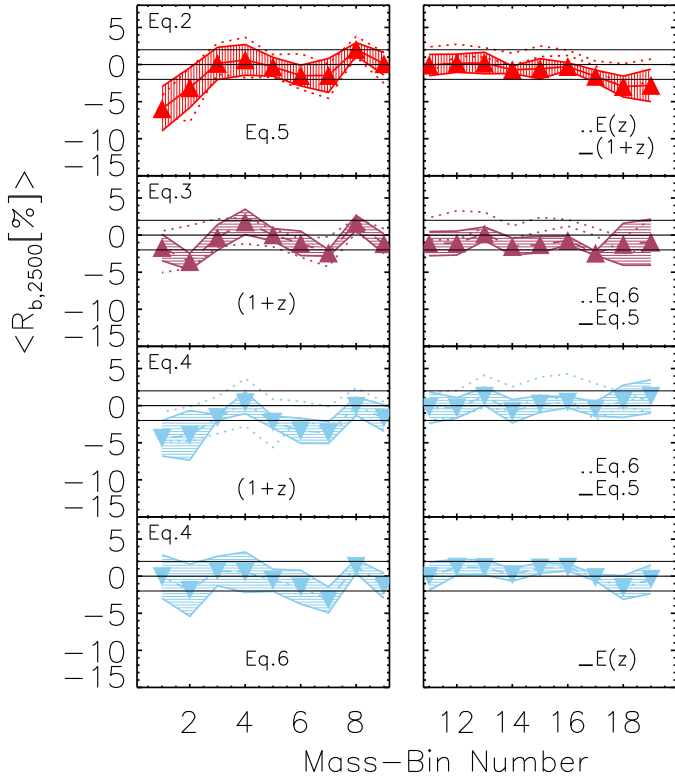 <R_b,2500[%]>
5
0
−5
−10
−15
Eq.2
Eq.5
..E(z)
_(1+z)
5
0
−5
−10
−15
Eq.3
(1+z)
..Eq.6
_Eq.5
5
0
−5
−10
−15
Eq.4
(1+z)
..Eq.6
_Eq.5
5
0
−5
−10
−15
Eq.4
Eq.6
_E(z)
2 4 6 8 12 14 16 18
Mass−Bin Number